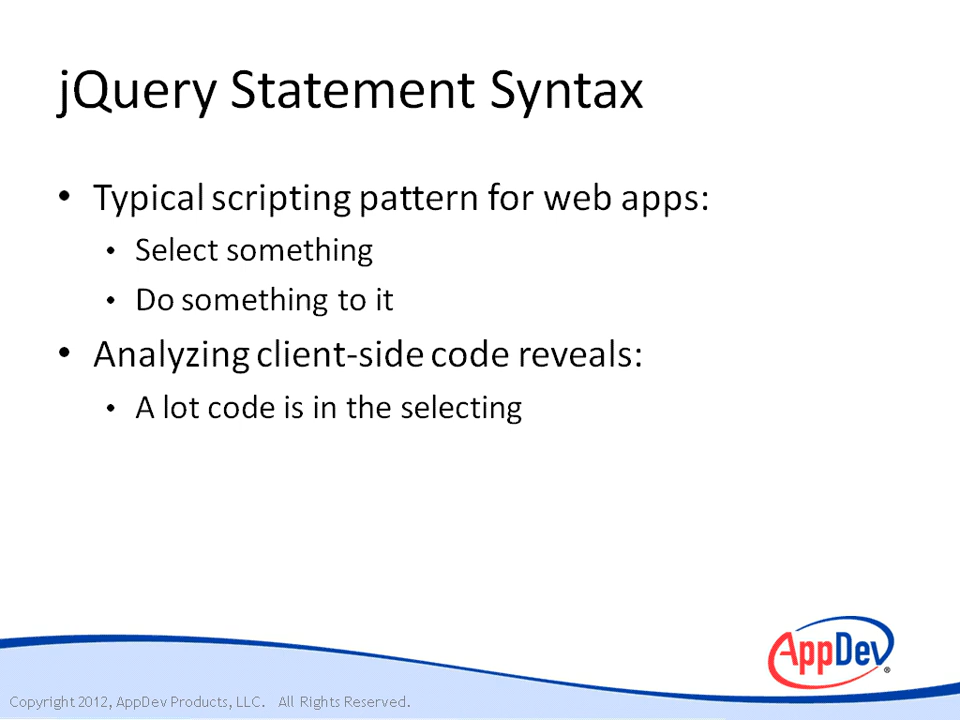 jQuery Statement Syntax
• Typical scripting pattern for web apps:
• Select something
• Do something to it
• Analyzing client-side code reveals:
• A lot code is in the selecting
AppDev®
Copyright 2012, AppDev Products, LLC. All Rights Reserved.